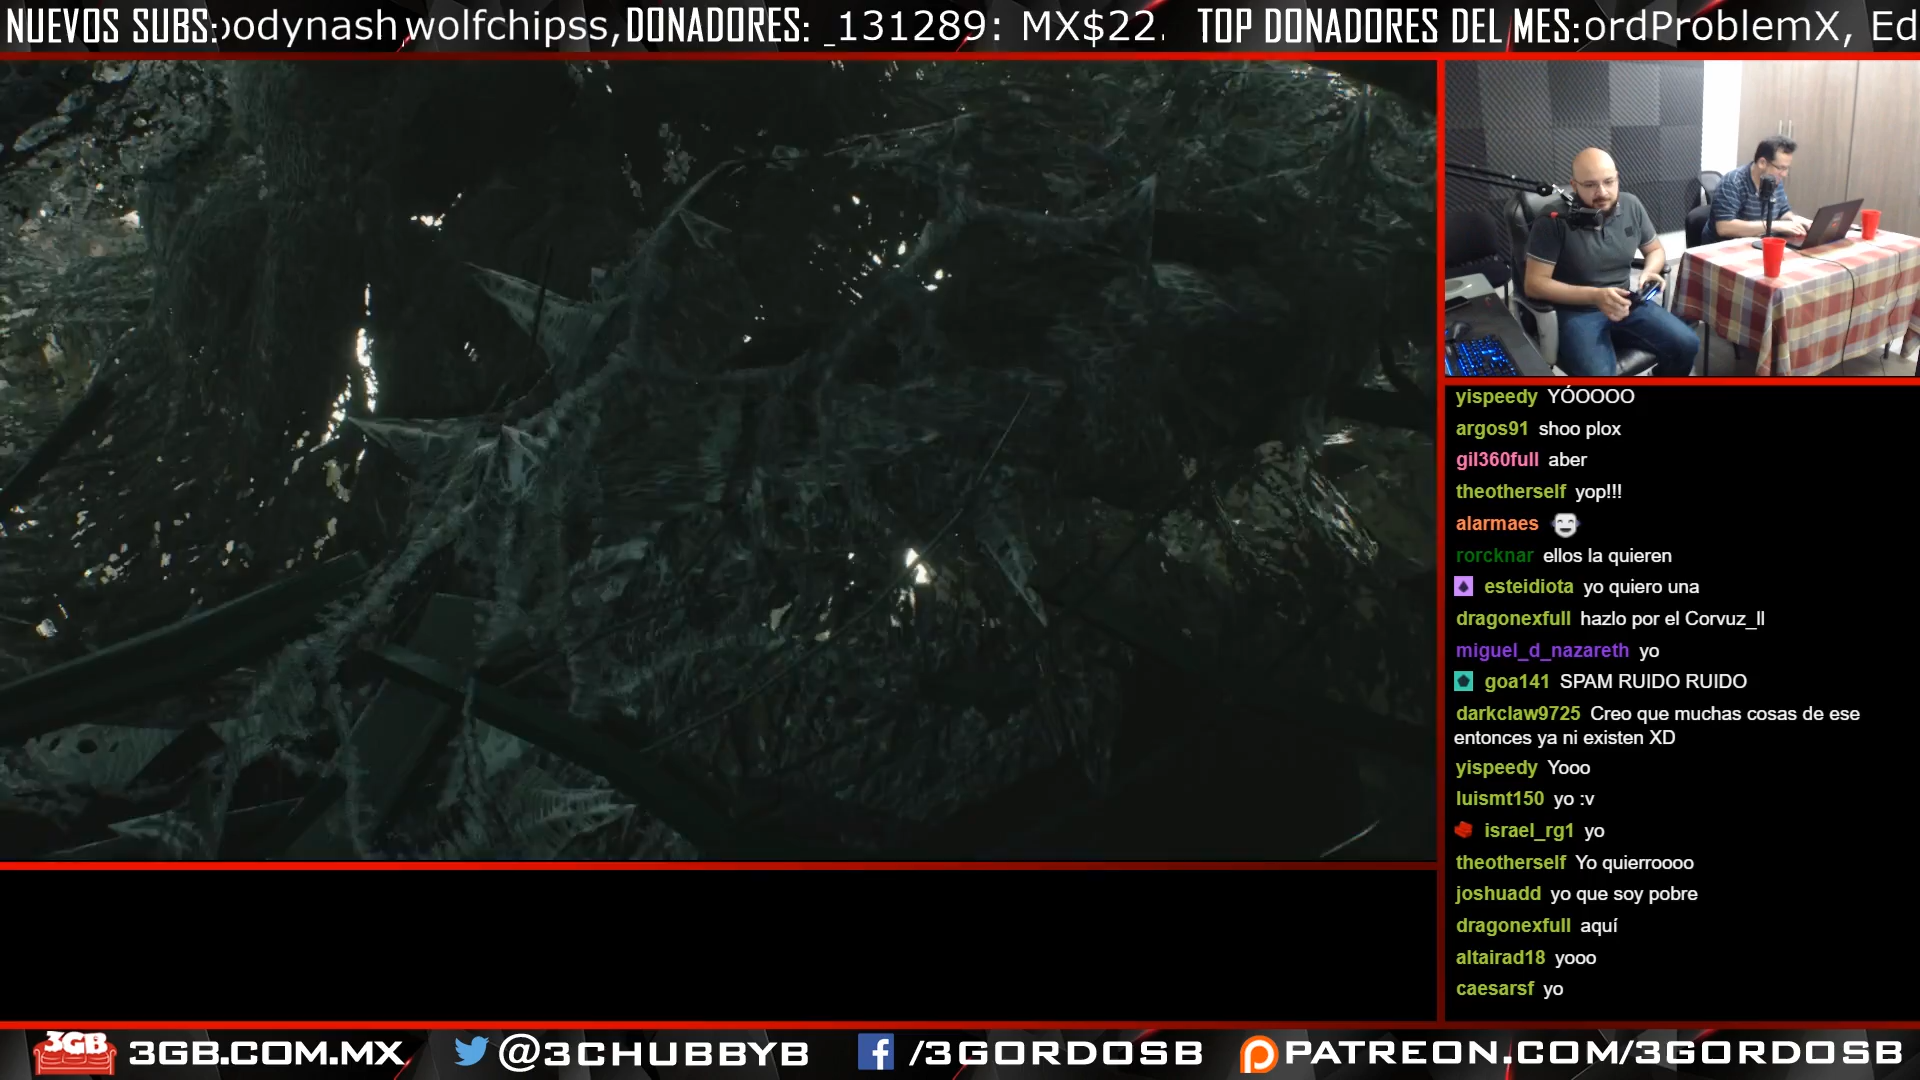 NUEVOS SUBS: bodynash, wolfchipss, DONADORES: _131289: MX$22. TOP DONADORES DEL MES: ordProblemX, Ed
yispeedy YÓOOOO
argos91 shoo plox
gil360full aber
theotherself yop!!!
alarmaes
rorcknar ellos la quieren
esteidiota yo quiero una
dragonexfull hazlo por el Corvuz_ll
miguel_d_nazareth yo
goa141 SPAM RUIDO RUIDO
darkclaw9725 Creo que muchas cosas de ese
entonces ya ni existen XD
yispeedy Yooo
luismt150 yo :v
israel_rg1 yo
theotherself Yo quierroooo
joshuadd yo que soy pobre
dragonexfull aquí
altairad18 yooo
caesarsf yo
3GB 3GB.COM.MX @3CHUBBYB /3GORDOSB PATREON.COM/3GORDOSB